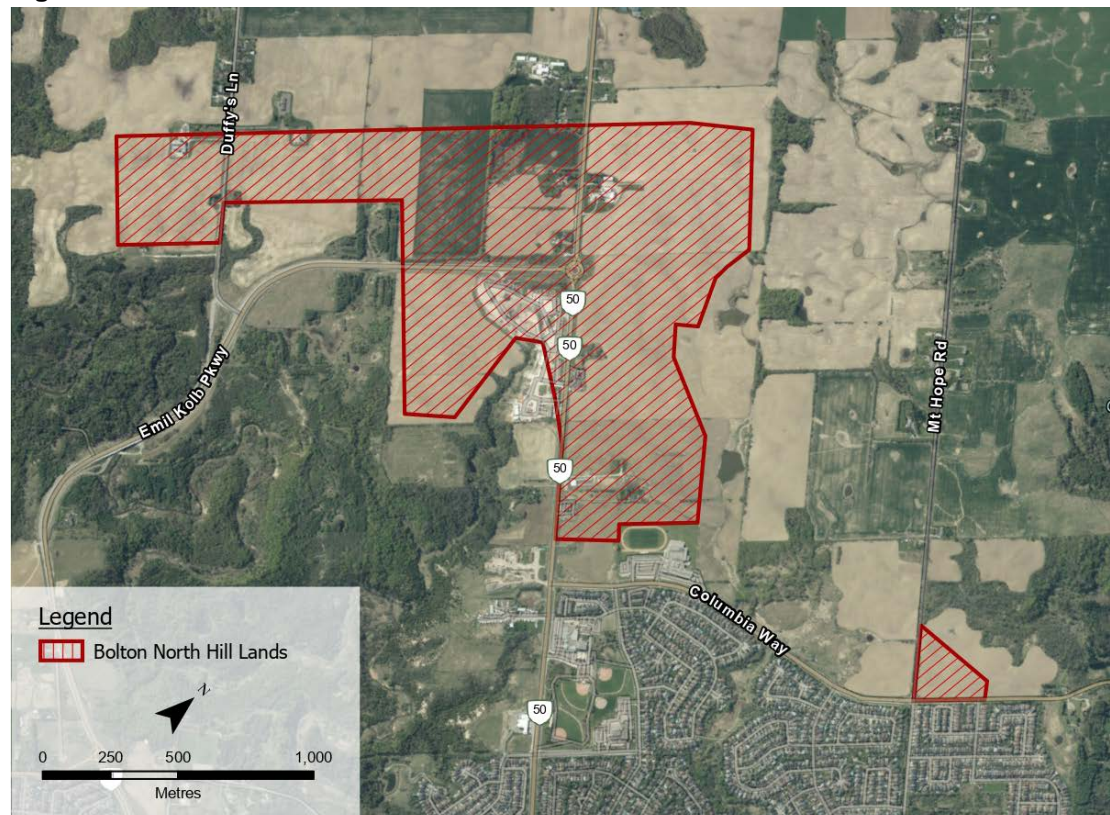 Duffy's Ln
50
50
Emil Kolb Pkwy
Mt Hope Rd
50
Columbia Way
50
Legend
Bolton North Hill Lands
N
0 250 500 1,000
Metres